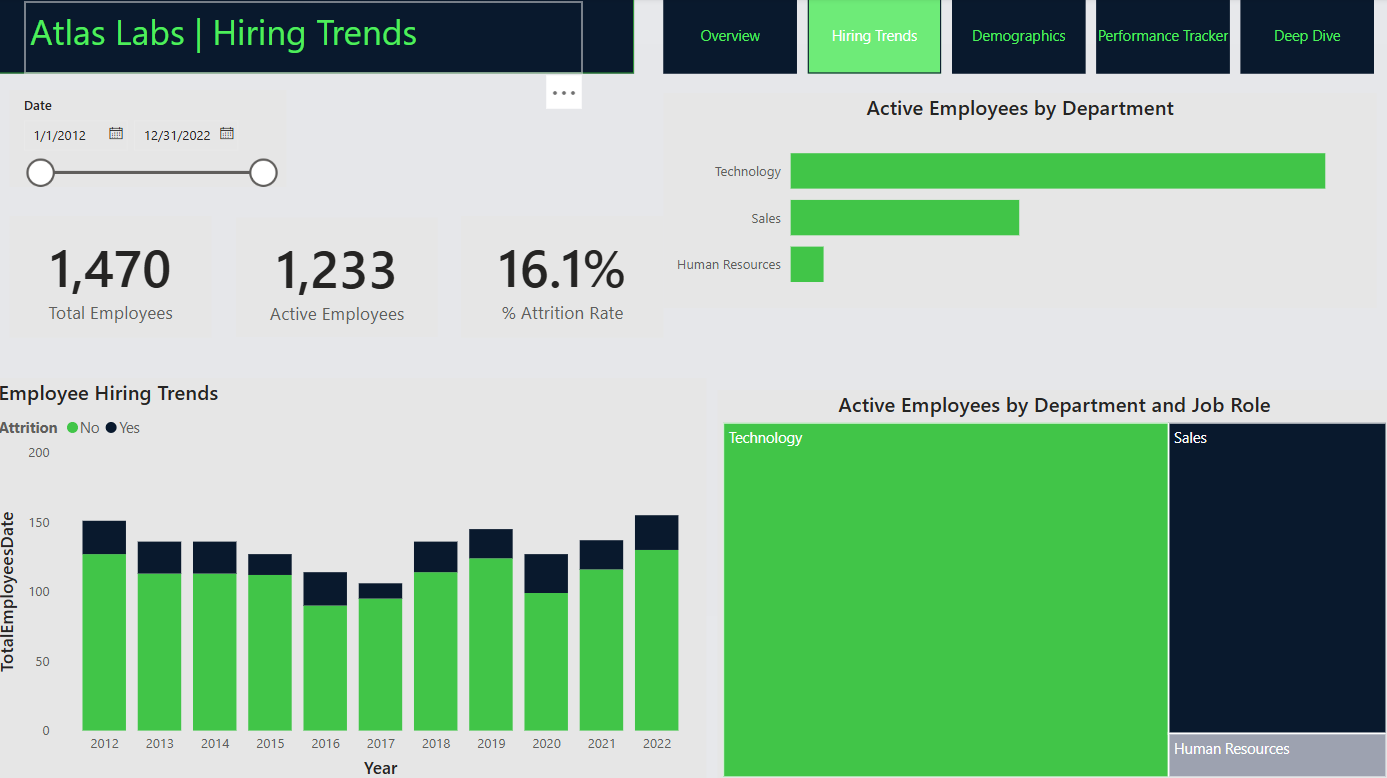 Atlas Labs | Hiring Trends
Overview
Hiring Trends
Demographics
Performance Tracker
Deep Dive
Date
1/1/2012
12/31/2022
1,470
Total Employees
1,233
Active Employees
16.1%
% Attrition Rate
Active Employees by Department
Technology
Sales
Human Resources
Employee Hiring Trends
Attrition No Yes
TotalEmployeesDate
200
150
100
50
0
2012 2013 2014 2015 2016 2017 2018 2019 2020 2021 2022
Year
Active Employees by Department and Job Role
Technology
Sales
Human Resources